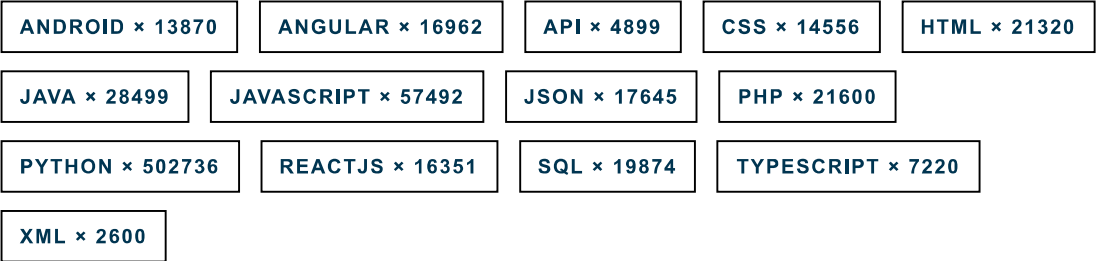 ANDROID × 13870 ANGULAR × 16962 API × 4899 CSS × 14556 HTML × 21320
JAVA × 28499 JAVASCRIPT × 57492 JSON × 17645 PHP × 21600
PYTHON × 502736 REACTJS × 16351 SQL × 19874 TYPESCRIPT × 7220
XML × 2600